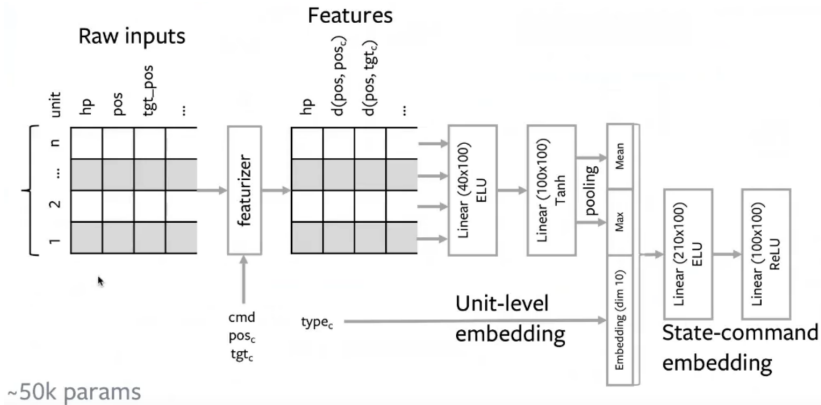 Features
Raw inputs
unit
hp
pos
tgt_pos
...
hp
d(pos, pos_c)
d(pos, tgt_c)
...
n
...
2
1
featurizer
Linear (40x100)
ELU
Linear (100x100)
Tanh
pooling
Mean
Max
Embedding (dim 10)
Linear (210x100)
ELU
Linear (100x100)
ReLU
cmd
pos_c
tgt_c
type_c
Unit-level
embedding
State-command
embedding
~50k params